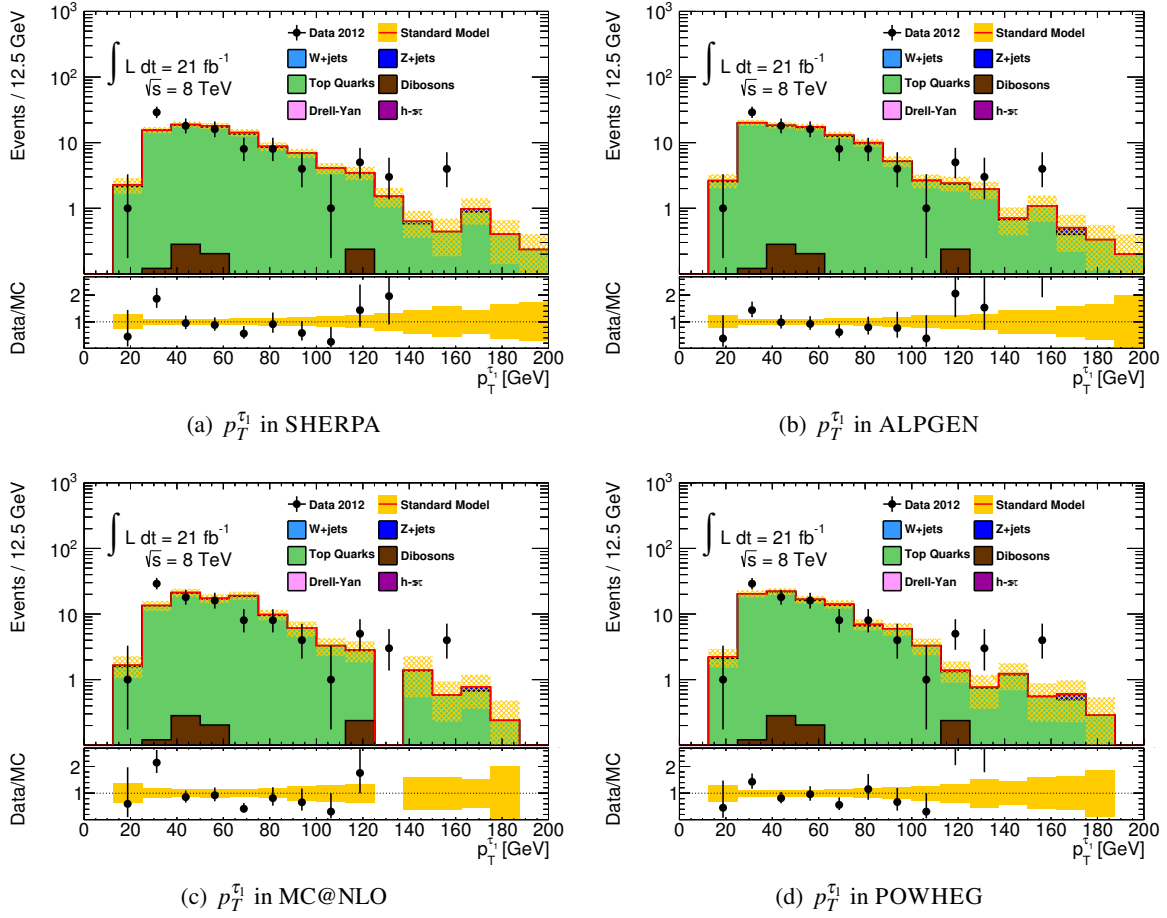 Events / 12.5 GeV
10³
10²
10
1
∫ L dt = 21 fb⁻¹
√s = 8 TeV
Data 2012
Standard Model
W+jets
Z+jets
Top Quarks
Dibosons
Drell-Yan
Data/MC
2
1
0 20 40 60 80 100 120 140 160 180 200
p_T^τ₁ [GeV]
(a) p_T^τ₁ in SHERPA
Events / 12.5 GeV
10³
10²
10
1
∫ L dt = 21 fb⁻¹
√s = 8 TeV
Data 2012
Standard Model
W+jets
Z+jets
Top Quarks
Dibosons
Drell-Yan
Data/MC
2
1
0 20 40 60 80 100 120 140 160 180 200
p_T^τ₁ [GeV]
(b) p_T^τ₁ in ALPGEN
Events / 12.5 GeV
10³
10²
10
1
∫ L dt = 21 fb⁻¹
√s = 8 TeV
Data 2012
Standard Model
W+jets
Z+jets
Top Quarks
Dibosons
Drell-Yan
Data/MC
2
1
0 20 40 60 80 100 120 140 160 180 200
p_T^τ₁ [GeV]
(c) p_T^τ₁ in MC@NLO
Events / 12.5 GeV
10³
10²
10
1
∫ L dt = 21 fb⁻¹
√s = 8 TeV
Data 2012
Standard Model
W+jets
Z+jets
Top Quarks
Dibosons
Drell-Yan
Data/MC
2
1
0 20 40 60 80 100 120 140 160 180 200
p_T^τ₁ [GeV]
(d) p_T^τ₁ in POWHEG